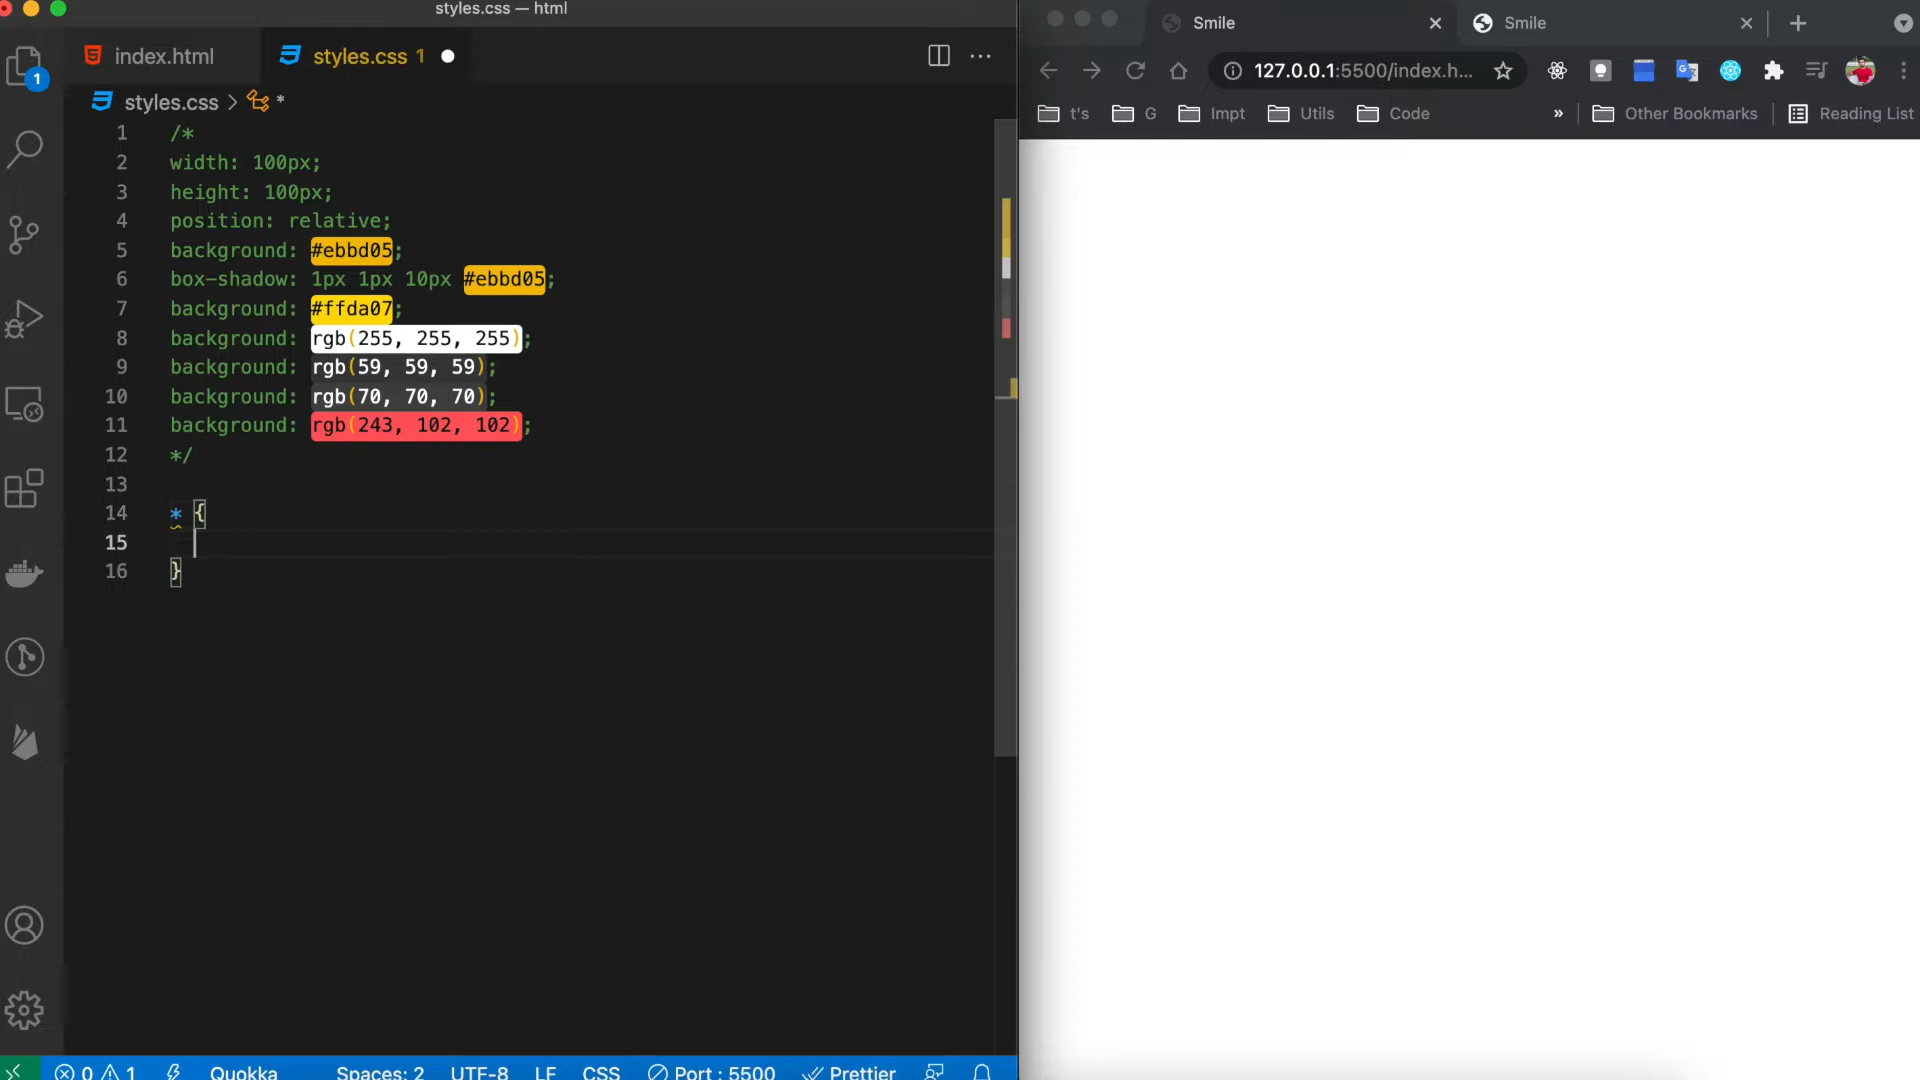 styles.css — html
index.html
styles.css 1
styles.css > *
1 /*
2 width: 100px;
3 height: 100px;
4 position: relative;
5 background: #ebbd05;
6 box-shadow: 1px 1px 10px #ebbd05;
7 background: #ffda07;
8 background: rgb(255, 255, 255);
9 background: rgb(59, 59, 59);
10 background: rgb(70, 70, 70);
11 background: rgb(243, 102, 102);
12 */
13
14 * {
15
16 }
1
0 1 Quokka Spaces: 2 UTF-8 LF CSS Port : 5500 Prettier
Smile Smile
127.0.0.1:5500/index.h...
t's G Impt Utils Code » Other Bookmarks Reading List